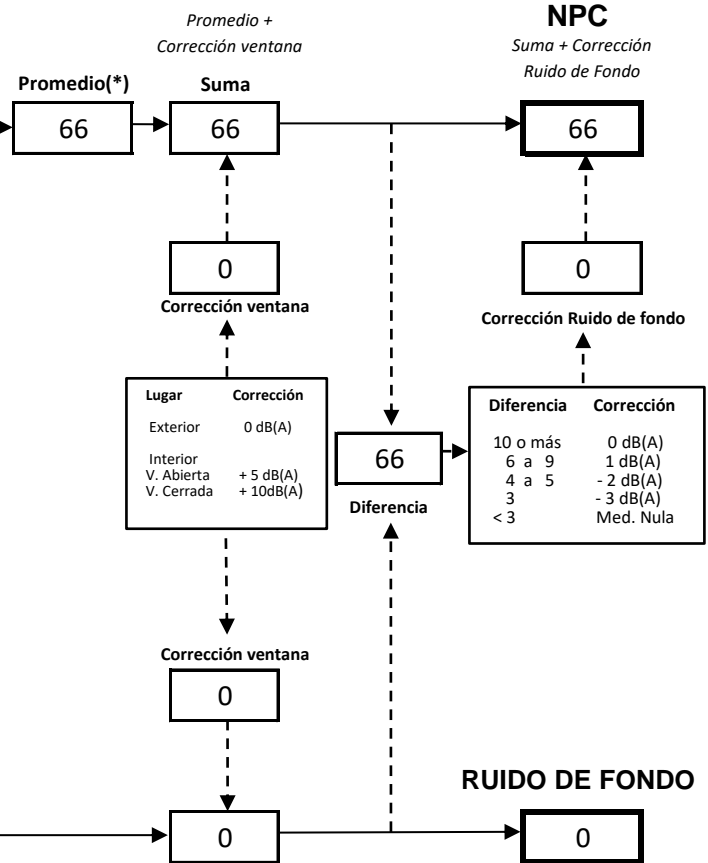 Promedio +
Corrección ventana
NPC
Suma + Corrección
Ruido de Fondo
Promedio(*)
Suma
66
66
66
0
0
Corrección ventana
Corrección Ruido de fondo
Lugar Corrección
Exterior 0 dB(A)
Interior
V. Abierta + 5 dB(A)
V. Cerrada + 10dB(A)
66
Diferencia
Diferencia Corrección
10 o más 0 dB(A)
6 a 9 1 dB(A)
4 a 5 - 2 dB(A)
3 - 3 dB(A)
< 3 Med. Nula
Corrección ventana
0
RUIDO DE FONDO
0
0